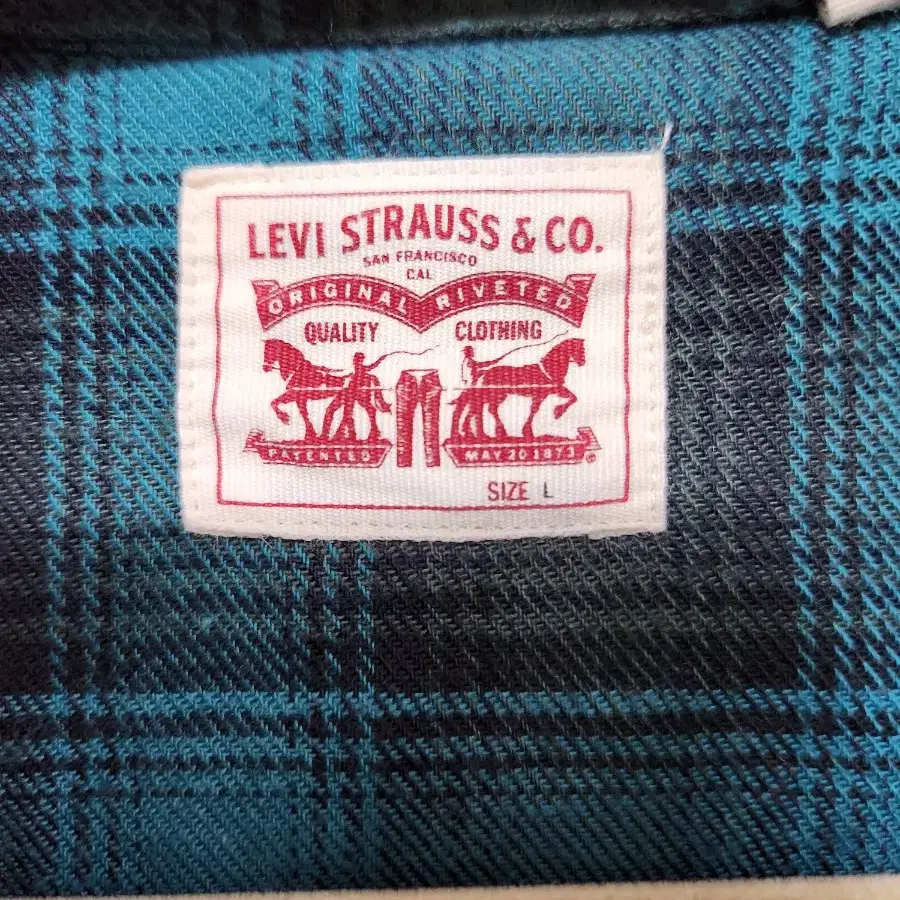 LEVI STRAUSS & CO.
SAN FRANCISCO
CAL
ORIGINAL RIVETED
QUALITY CLOTHING
PATENTED MAY 20 1873 ®
SIZE L